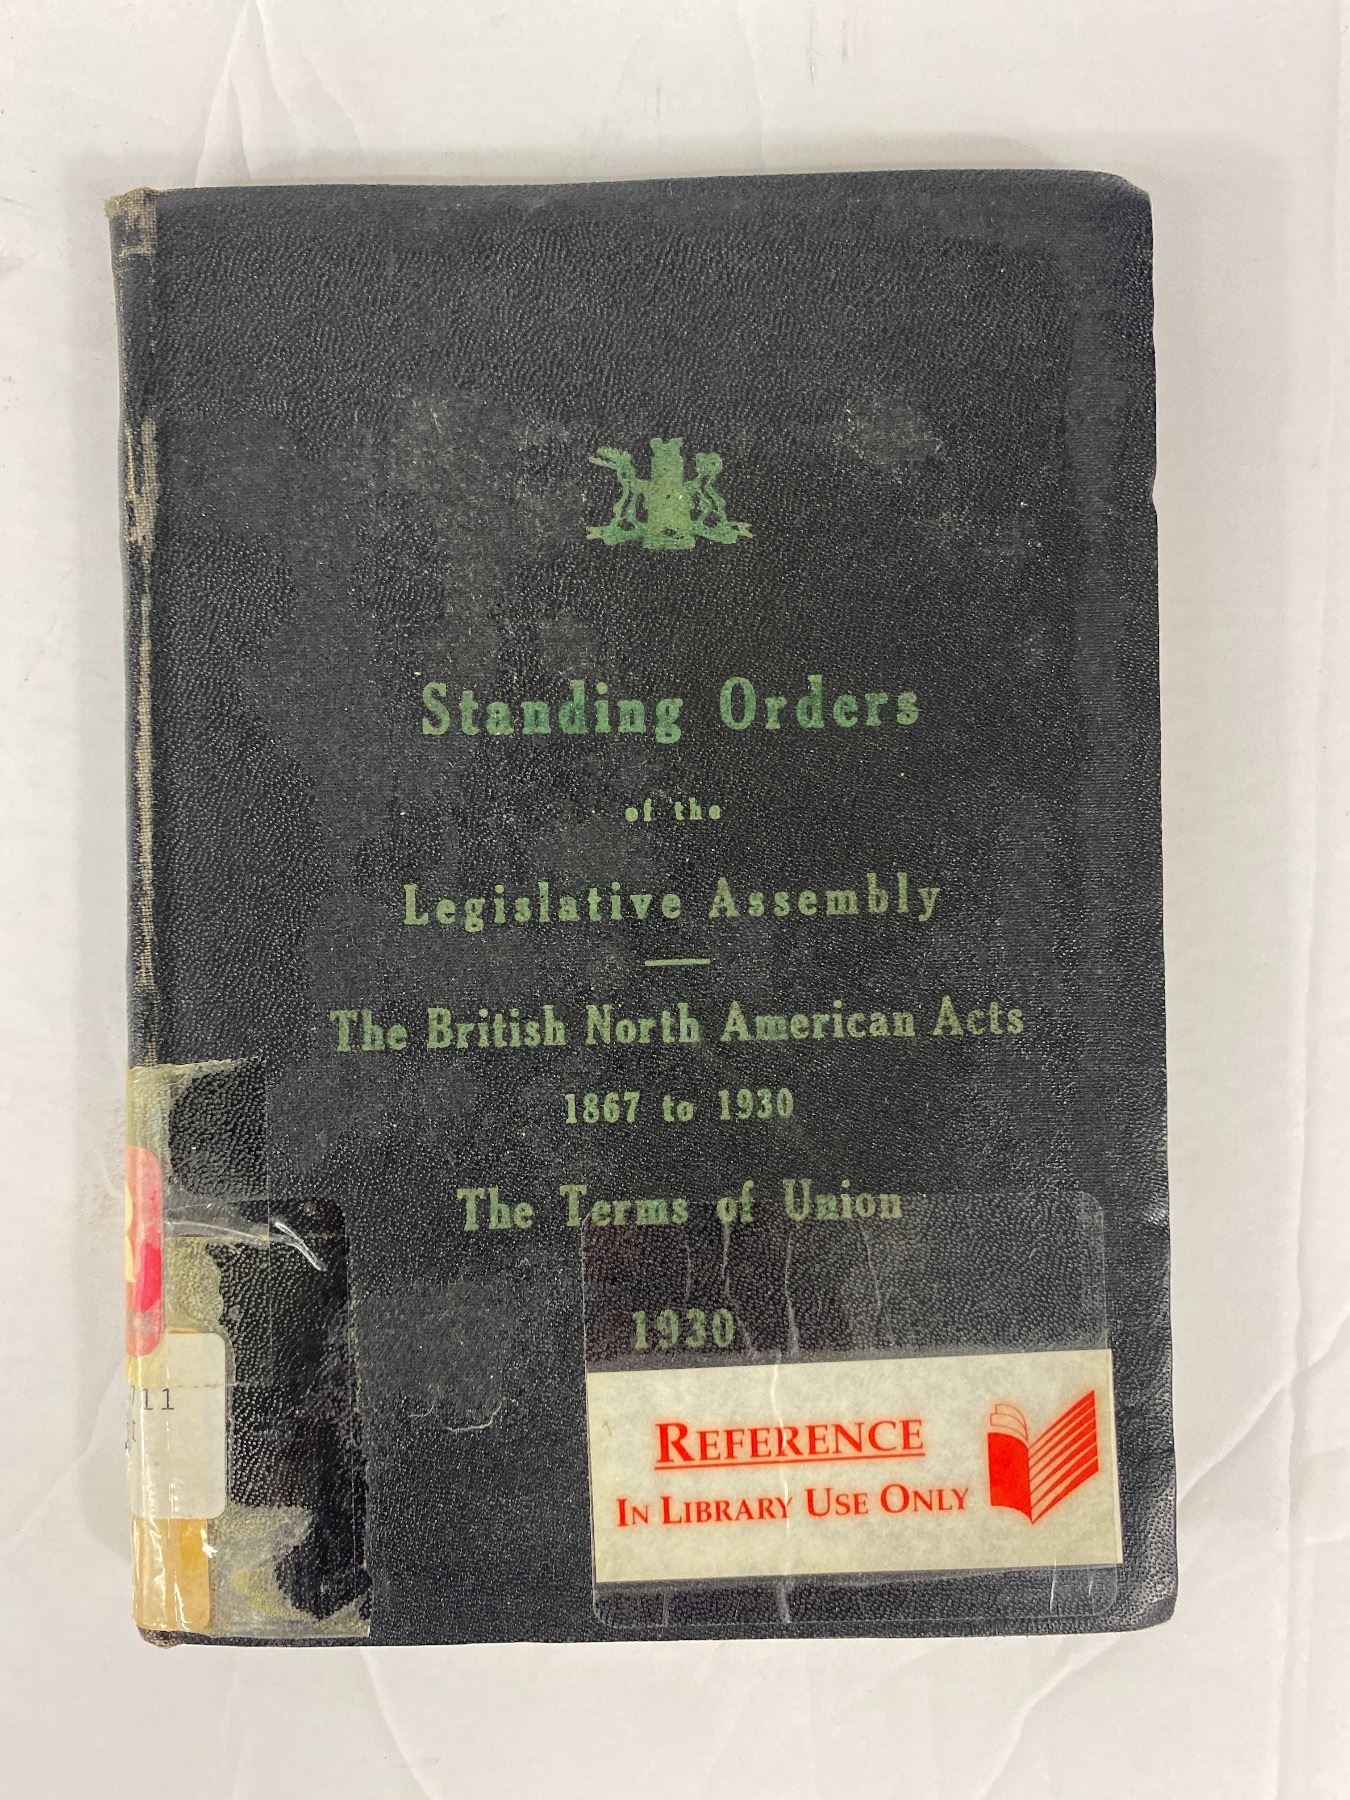 Standing Orders
of the
Legislative Assembly
The British North American Acts
1867 to 1930
The Terms of Union
1930
REFERENCE
IN LIBRARY USE ONLY
R
11